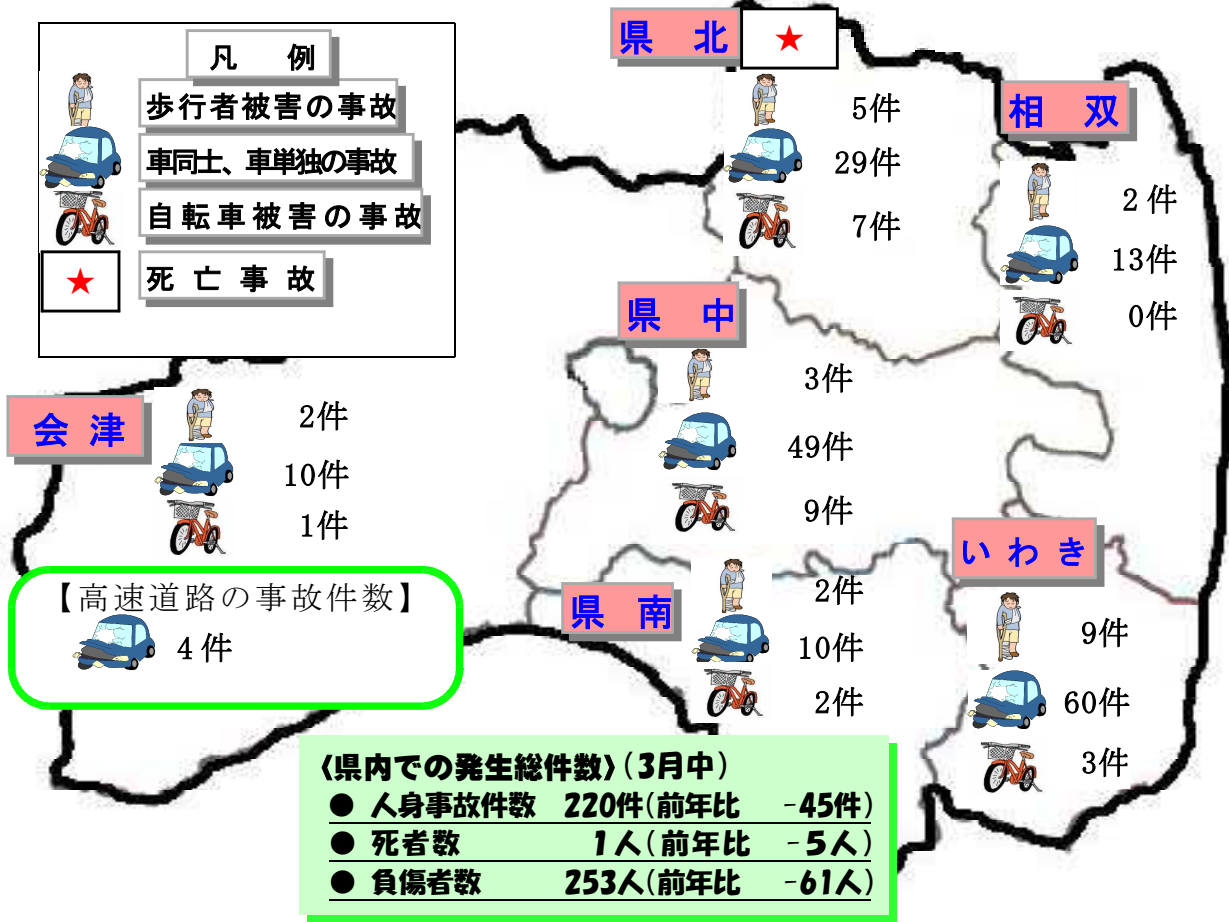 凡 例
歩行者被害の事故
車同士、車単独の事故
自転車被害の事故
★
死亡事故
県 北
★
5件
29件
7件
相 双
2件
13件
0件
県 中
3件
49件
9件
会 津
2件
10件
1件
いわき
9件
60件
3件
県 南
2件
10件
2件
【高速道路の事故件数】
4件
〈県内での発生総件数〉(3月中)
● 人身事故件数 220件(前年比 -45件)
● 死者数 1人(前年比 -5人)
● 負傷者数 253人(前年比 -61人)